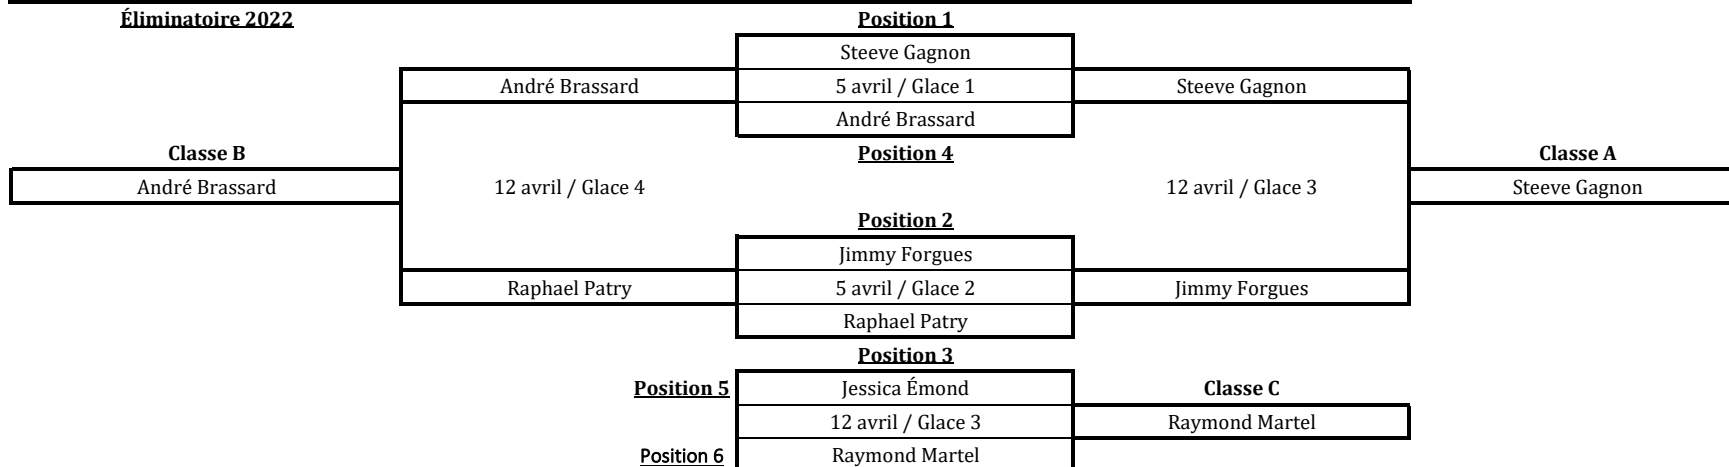 Éliminatoire 2022
Position 1
Steeve Gagnon
André Brassard
5 avril / Glace 1
Steeve Gagnon
André Brassard
Classe B
Position 4
Classe A
André Brassard
12 avril / Glace 4
12 avril / Glace 3
Steeve Gagnon
Position 2
Jimmy Forgues
Raphael Patry
5 avril / Glace 2
Jimmy Forgues
Raphael Patry
Position 3
Position 5
Jessica Émond
Classe C
12 avril / Glace 3
Raymond Martel
Position 6
Raymond Martel